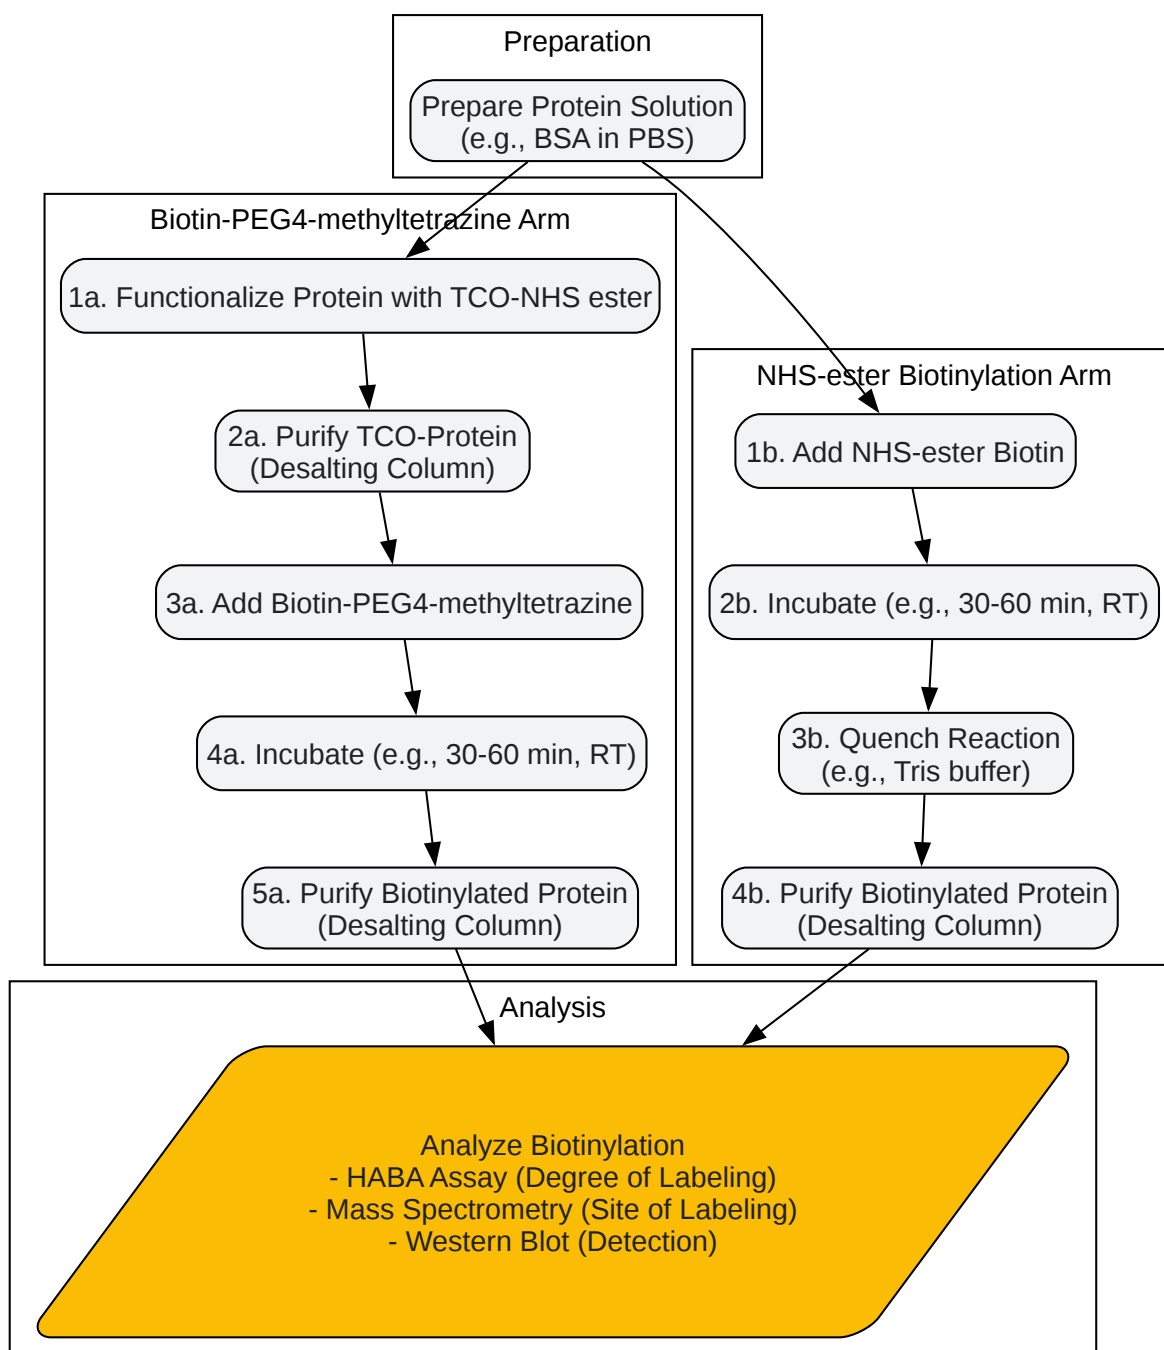 Preparation
Prepare Protein Solution
(e.g., BSA in PBS)
Biotin-PEG4-methyltetrazine Arm
1a. Functionalize Protein with TCO-NHS ester
2a. Purify TCO-Protein
(Desalting Column)
3a. Add Biotin-PEG4-methyltetrazine
4a. Incubate (e.g., 30-60 min, RT)
5a. Purify Biotinylated Protein
(Desalting Column)
NHS-ester Biotinylation Arm
1b. Add NHS-ester Biotin
2b. Incubate (e.g., 30-60 min, RT)
3b. Quench Reaction
(e.g., Tris buffer)
4b. Purify Biotinylated Protein
(Desalting Column)
Analysis
Analyze Biotinylation
- HABA Assay (Degree of Labeling)
- Mass Spectrometry (Site of Labeling)
- Western Blot (Detection)